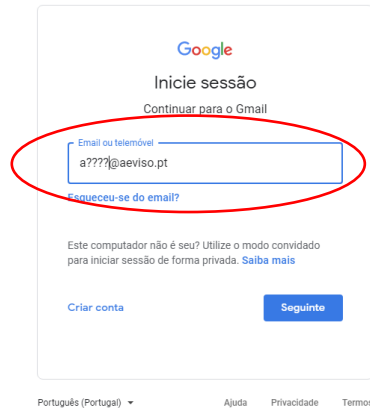 Google
Inicie sessão
Continuar para o Gmail
Email ou telemóvel
a????@aeviso.pt
Esqueceu-se do email?
Este computador não é seu? Utilize o modo convidado
para iniciar sessão de forma privada. Saiba mais
Criar conta Seguinte
Português (Portugal) Ajuda Privacidade Termos